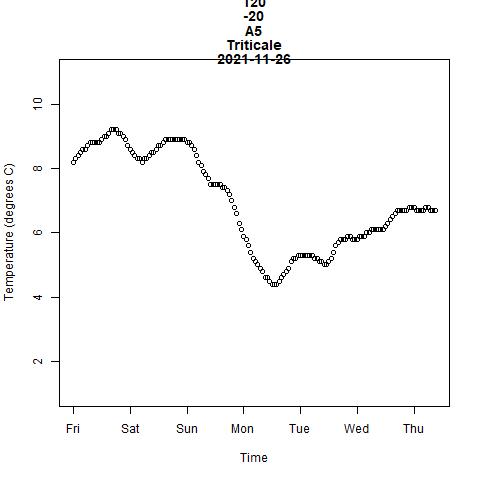 120
-20
A5
Triticale
2021-11-26
Temperature (degrees C)
10
8
6
4
2
Fri
Sat
Sun
Mon
Tue
Wed
Thu
Time